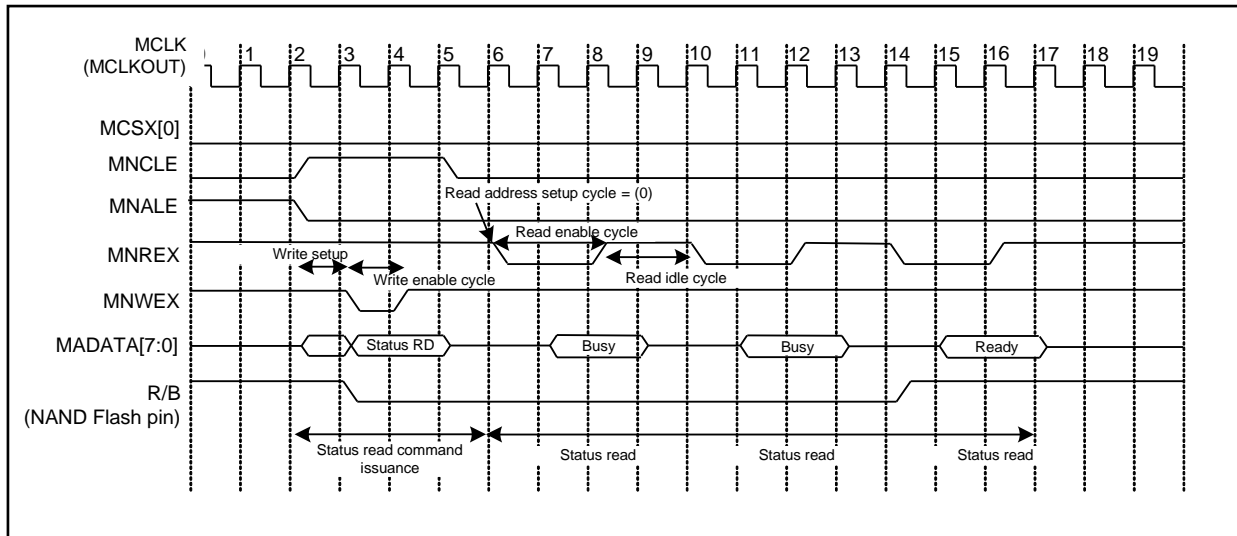 MCLK
(MCLKOUT)
1 2 3 4 5 6 7 8 9 10 11 12 13 14 15 16 17 18 19
MCSX[0]
MNCLE
Read address setup cycle = (0)
MNALE
Read enable cycle
MNREX
Write setup
Write enable cycle
Read idle cycle
MNWEX
MADATA[7:0]
Status RD
Busy
Busy
Ready
R/B
(NAND Flash pin)
Status read command
issuance
Status read
Status read
Status read